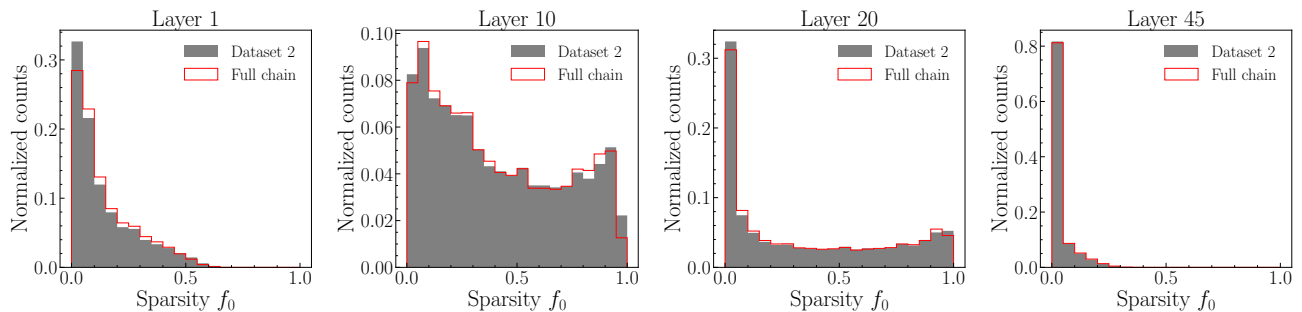 Layer 1
Normalized counts
0.3
0.2
0.1
0.0
Dataset 2
Full chain
0.0 0.5 1.0
Sparsity f₀
Layer 10
Normalized counts
0.10
0.08
0.06
0.04
0.02
0.00
Dataset 2
Full chain
0.0 0.5 1.0
Sparsity f₀
Layer 20
Normalized counts
0.3
0.2
0.1
0.0
Dataset 2
Full chain
0.0 0.5 1.0
Sparsity f₀
Layer 45
Normalized counts
0.8
0.6
0.4
0.2
0.0
Dataset 2
Full chain
0.0 0.5 1.0
Sparsity f₀